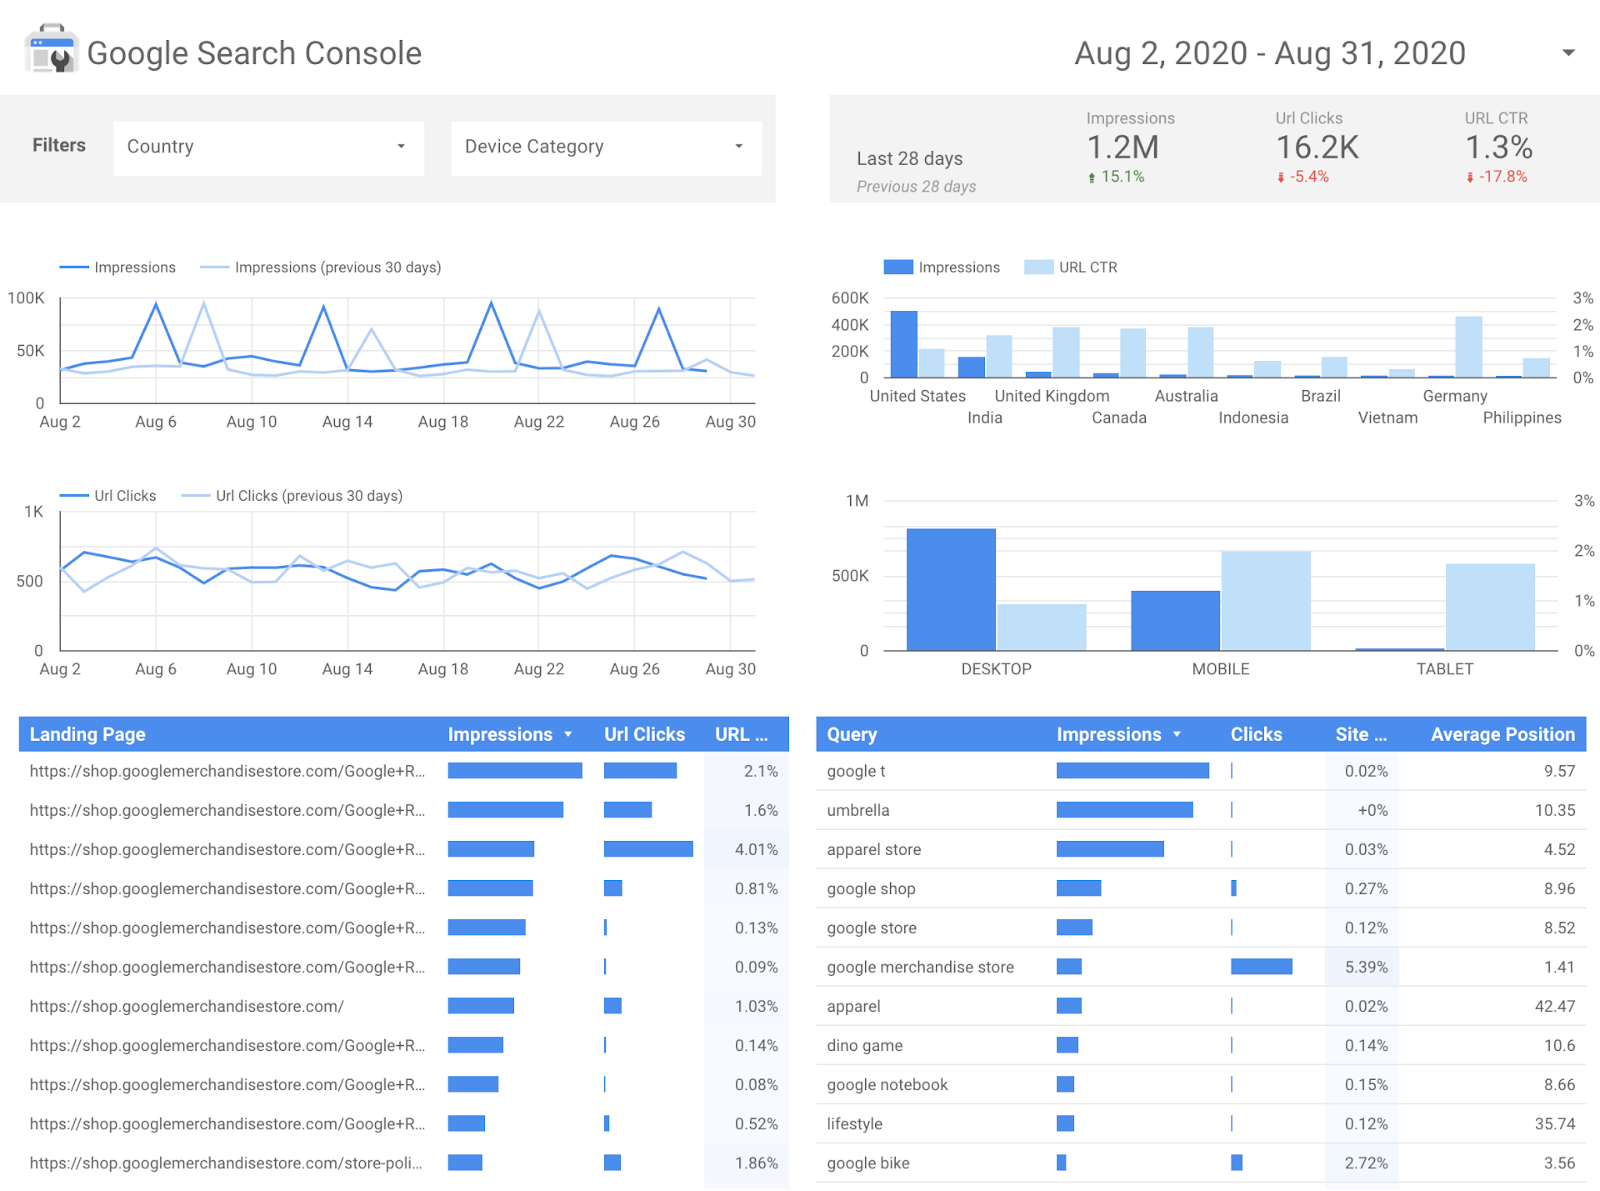 Google Search Console
Aug 2, 2020 - Aug 31, 2020
Filters
Country
Device Category
Last 28 days
Previous 28 days
Impressions
1.2M
15.1%
Url Clicks
16.2K
-5.4%
URL CTR
1.3%
-17.8%
Impressions Impressions (previous 30 days)
100K
50K
0
Aug 2 Aug 6 Aug 10 Aug 14 Aug 18 Aug 22 Aug 26 Aug 30
Impressions URL CTR
600K 3%
400K 2%
200K 1%
0 0%
United States United Kingdom Australia Brazil Germany
India Canada Indonesia Vietnam Philippines
Url Clicks Url Clicks (previous 30 days)
1K
500
0
Aug 2 Aug 6 Aug 10 Aug 14 Aug 18 Aug 22 Aug 26 Aug 30
1M 3%
2%
500K
1%
0 0%
DESKTOP MOBILE TABLET
Landing Page Impressions Url Clicks URL ...
https://shop.googlemerchandisestore.com/Google+R... 2.1%
https://shop.googlemerchandisestore.com/Google+R... 1.6%
https://shop.googlemerchandisestore.com/Google+R... 4.01%
https://shop.googlemerchandisestore.com/Google+R... 0.81%
https://shop.googlemerchandisestore.com/Google+R... 0.13%
https://shop.googlemerchandisestore.com/Google+R... 0.09%
https://shop.googlemerchandisestore.com/ 1.03%
https://shop.googlemerchandisestore.com/Google+R... 0.14%
https://shop.googlemerchandisestore.com/Google+R... 0.08%
https://shop.googlemerchandisestore.com/Google+R... 0.52%
https://shop.googlemerchandisestore.com/store-poli... 1.86%
Query Impressions Clicks Site ... Average Position
google t 0.02% 9.57
umbrella +0% 10.35
apparel store 0.03% 4.52
google shop 0.27% 8.96
google store 0.12% 8.52
google merchandise store 5.39% 1.41
apparel 0.02% 42.47
dino game 0.14% 10.6
google notebook 0.15% 8.66
lifestyle 0.12% 35.74
google bike 2.72% 3.56